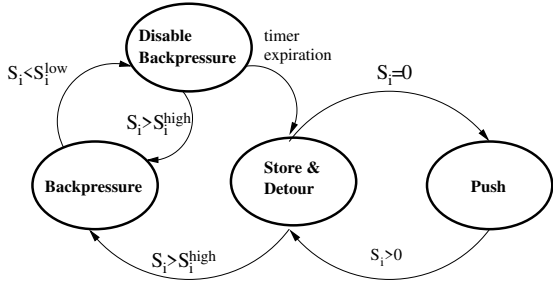 Disable
Backpressure
timer
expiration
S_i<S_i^low
S_i=0
S_i>S_i^high
Backpressure
Store &
Detour
Push
S_i>S_i^high
S_i>0